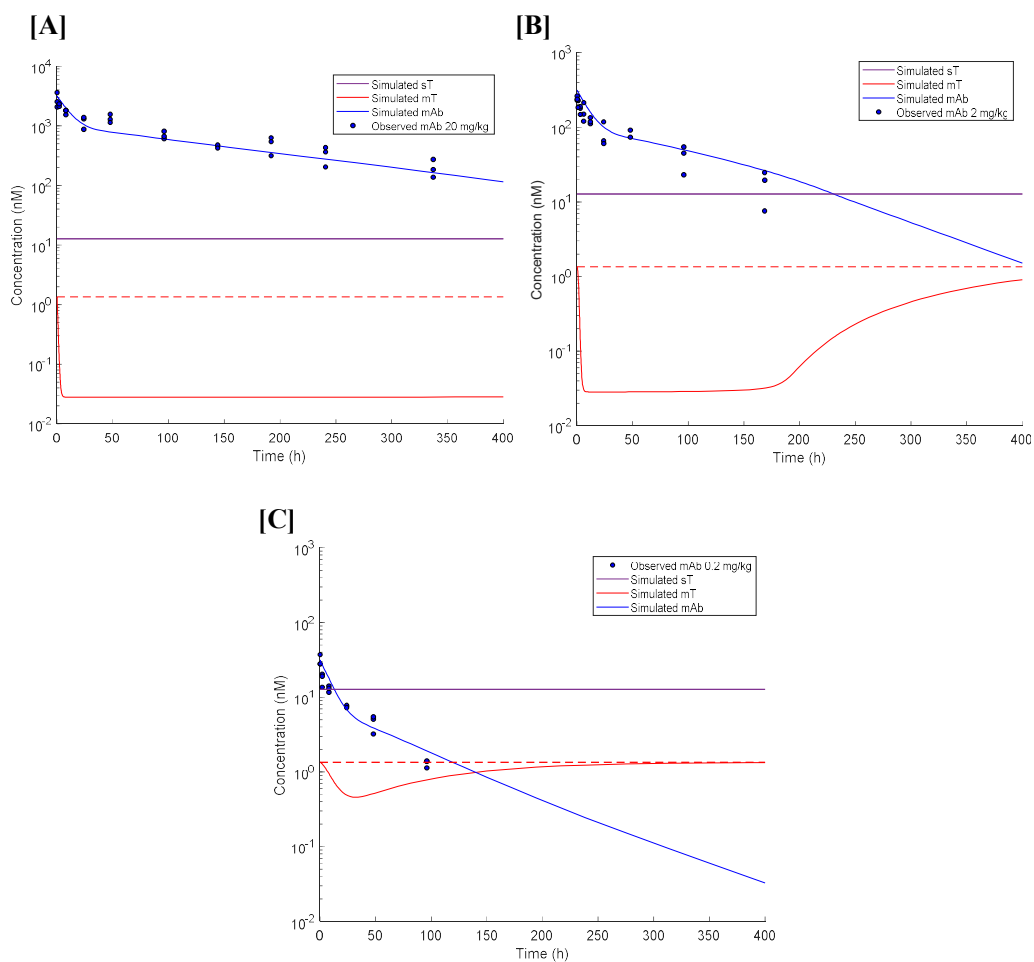 [A]
Concentration (nM)
10^4
10^3
10^2
10^1
10^0
10^-1
10^-2
0 50 100 150 200 250 300 350 400
Time (h)
Simulated sT
Simulated mT
Simulated mAb
Observed mAb 20 mg/kg
[B]
Concentration (nM)
10^3
10^2
10^1
10^0
10^-1
10^-2
0 50 100 150 200 250 300 350 400
Time (h)
Simulated sT
Simulated mT
Simulated mAb
Observed mAb 2 mg/kg
[C]
Concentration (nM)
10^3
10^2
10^1
10^0
10^-1
10^-2
0 50 100 150 200 250 300 350 400
Time (h)
Observed mAb 0.2 mg/kg
Simulated sT
Simulated mT
Simulated mAb